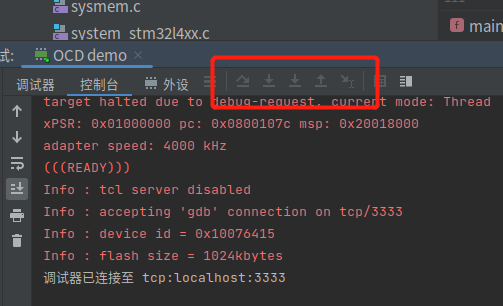 sysmem.c
system_stm32l4xx.c
main
试:
OCD demo
调试器
控制台
外设
target halted due to debug-request, current mode: Thread
xPSR: 0x01000000 pc: 0x0800107c msp: 0x20018000
adapter speed: 4000 kHz
(((READY)))
Info : tcl server disabled
Info : accepting 'gdb' connection on tcp/3333
Info : device id = 0x10076415
Info : flash size = 1024kbytes
调试器已连接至 tcp:localhost:3333